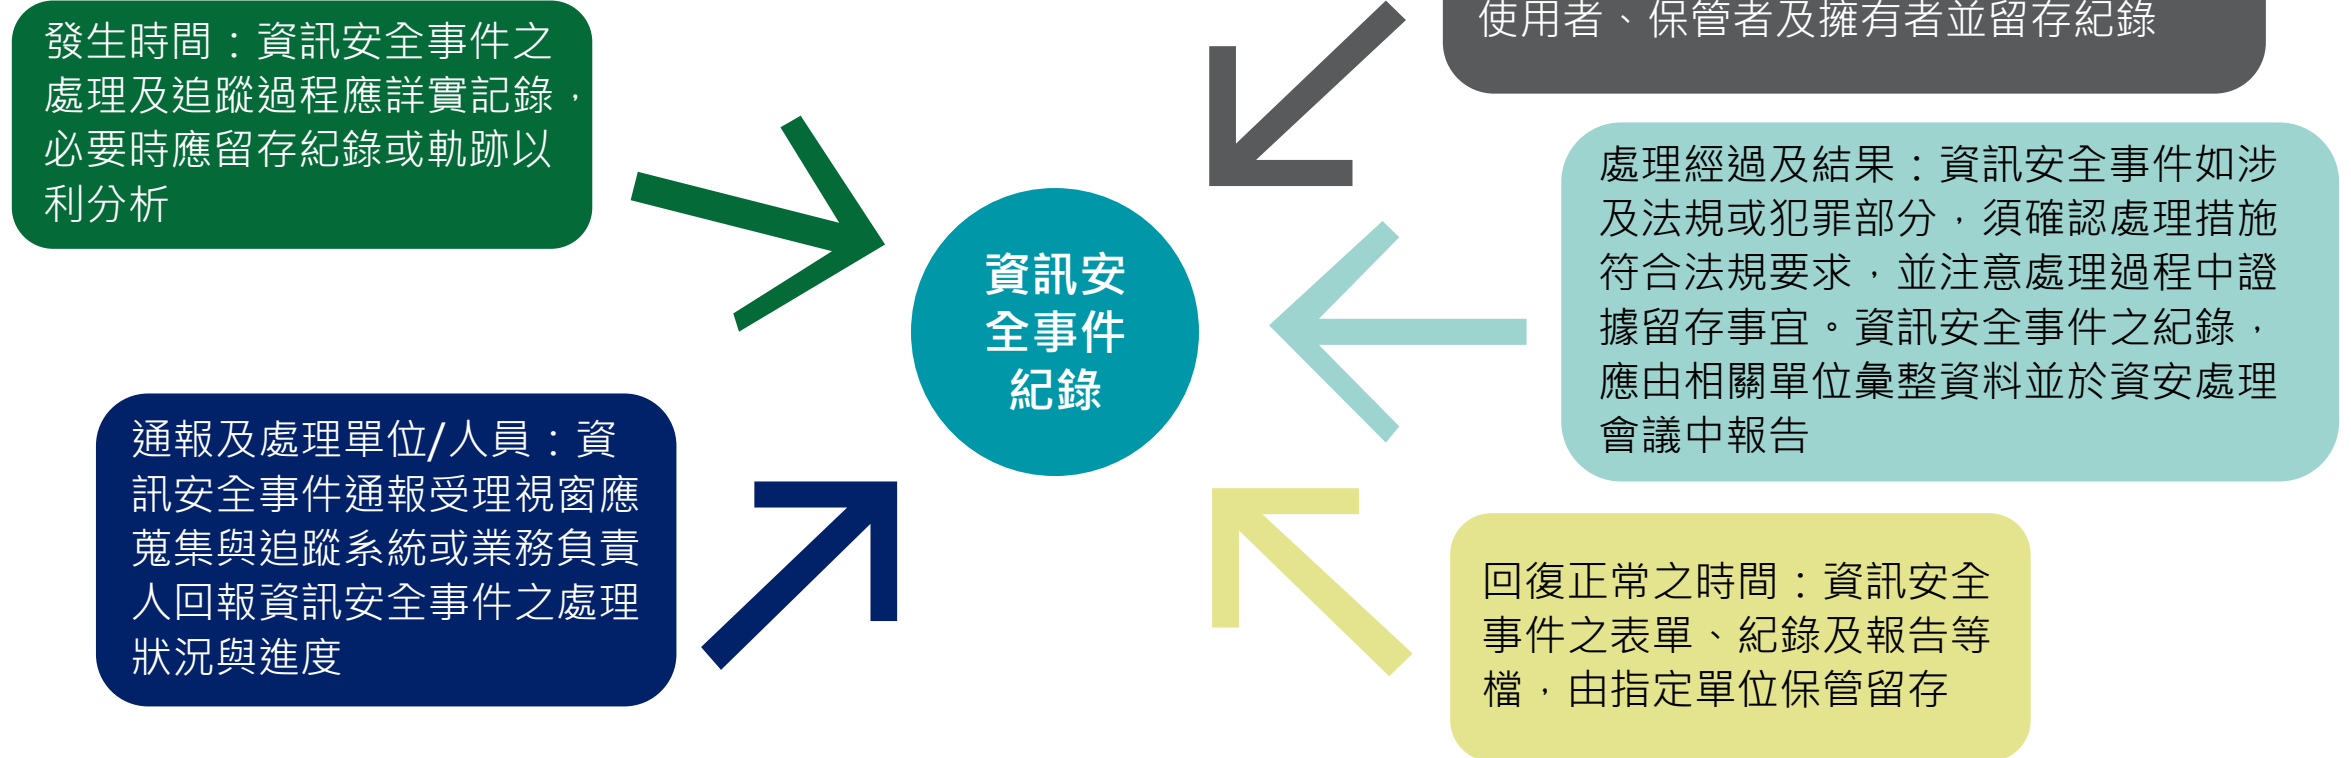 發生時間：資訊安全事件之
處理及追蹤過程應詳實記錄，
必要時應留存紀錄或軌跡以
利分析
使用者、保管者及擁有者並留存紀錄
資訊安
全事件
紀錄
處理經過及結果：資訊安全事件如涉
及法規或犯罪部分，須確認處理措施
符合法規要求，並注意處理過程中證
據留存事宜。資訊安全事件之紀錄，
應由相關單位彙整資料並於資安處理
會議中報告
通報及處理單位/人員：資
訊安全事件通報受理視窗應
蒐集與追蹤系統或業務負責
人回報資訊安全事件之處理
狀況與進度
回復正常之時間：資訊安全
事件之表單、紀錄及報告等
檔，由指定單位保管留存